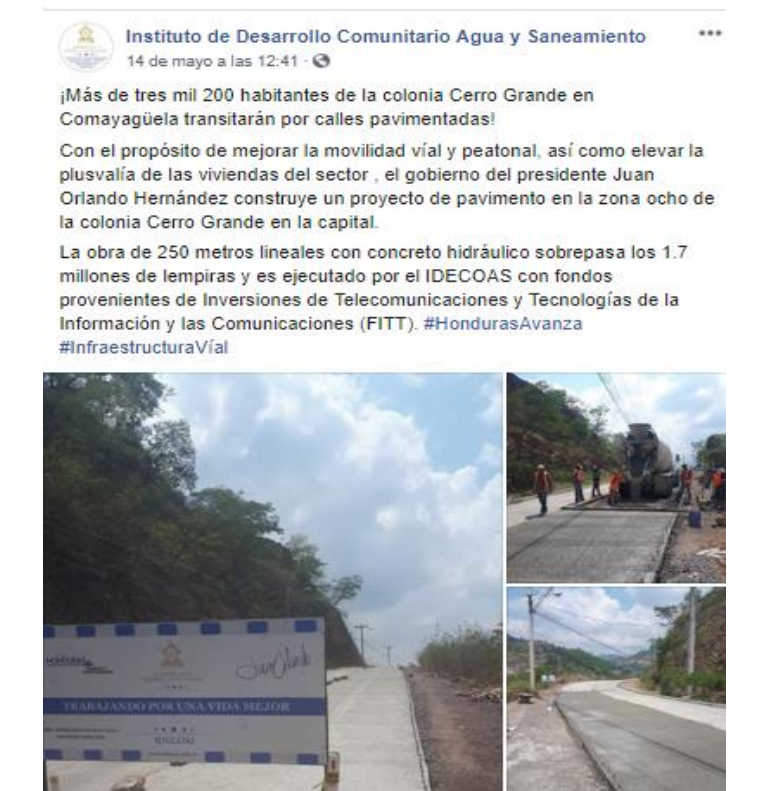 Instituto de Desarrollo Comunitario Agua y Saneamiento
14 de mayo a las 12:41 ·
¡Más de tres mil 200 habitantes de la colonia Cerro Grande en
Comayagüela transitarán por calles pavimentadas!
Con el propósito de mejorar la movilidad víal y peatonal, así como elevar la
plusvalía de las viviendas del sector , el gobierno del presidente Juan
Orlando Hernández construye un proyecto de pavimento en la zona ocho de
la colonia Cerro Grande en la capital.
La obra de 250 metros lineales con concreto hidráulico sobrepasa los 1.7
millones de lempiras y es ejecutado por el IDECOAS con fondos
provenientes de Inversiones de Telecomunicaciones y Tecnologías de la
Información y las Comunicaciones (FITT). #HondurasAvanza
#InfraestructuraVíal
Juan Orlando
TRABAJANDO POR UNA VIDA MEJOR
IDECOAS